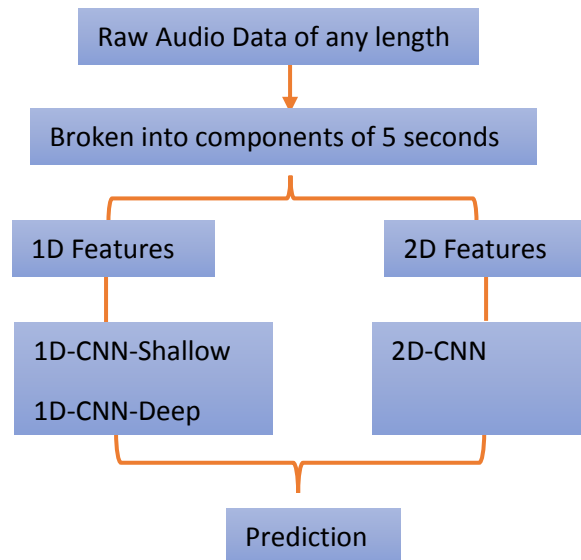 Raw Audio Data of any length
Broken into components of 5 seconds
1D Features
2D Features
1D-CNN-Shallow
1D-CNN-Deep
2D-CNN
Prediction